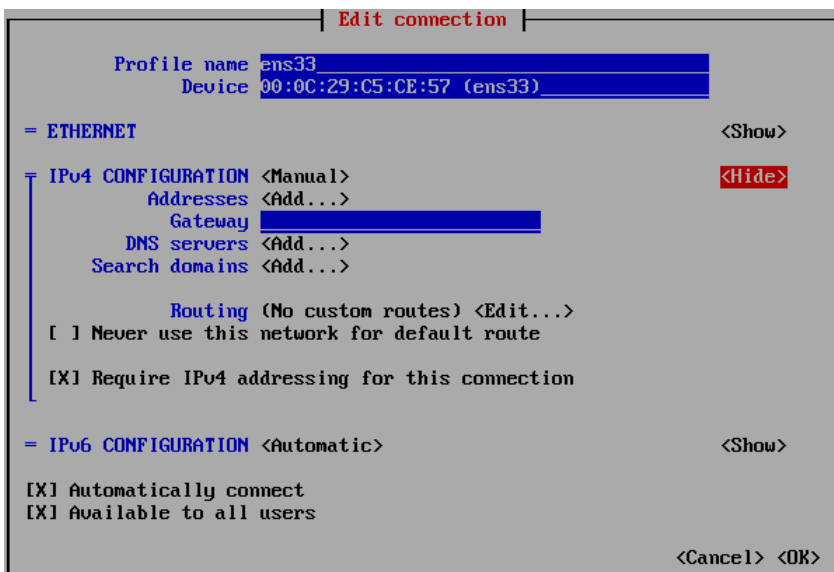 Edit connection
Profile name ens33
Device 00:0C:29:C5:CE:57 (ens33)
= ETHERNET <Show>
= IPv4 CONFIGURATION <Manual> <Hide>
Addresses <Add...>
Gateway
DNS servers <Add...>
Search domains <Add...>
Routing (No custom routes) <Edit...>
[ ] Never use this network for default route
[X] Require IPv4 addressing for this connection
= IPv6 CONFIGURATION <Automatic> <Show>
[X] Automatically connect
[X] Available to all users
<Cancel> <OK>